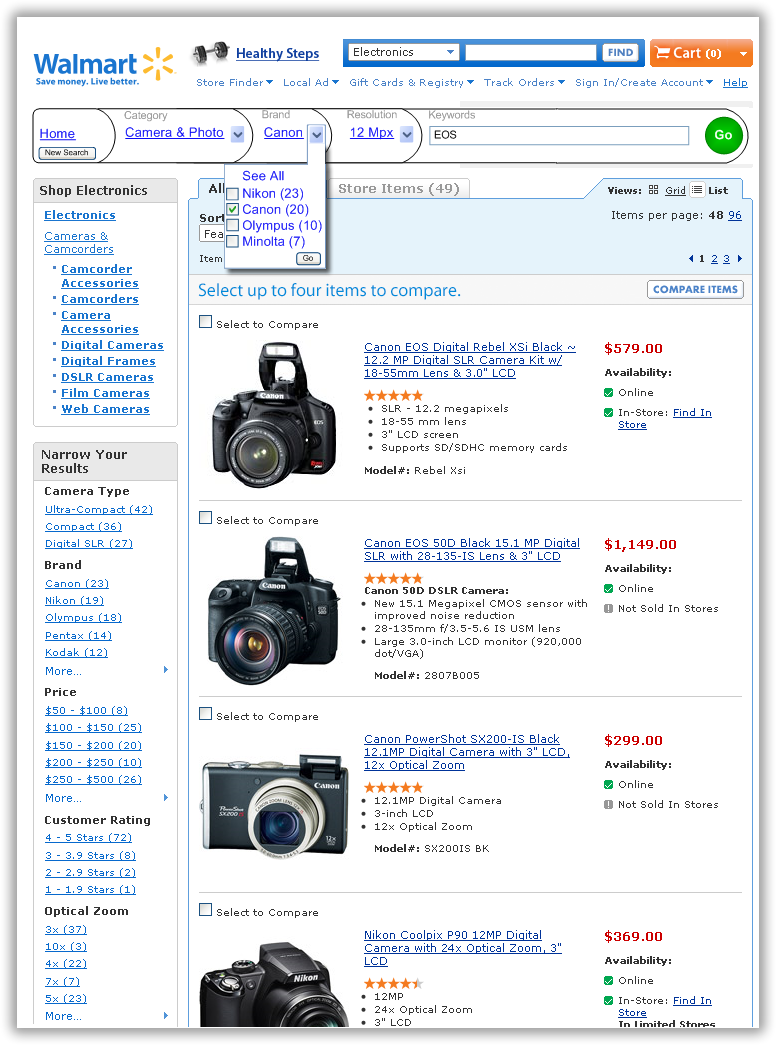 Walmart
Save money. Live better.
Healthy Steps
Electronics
FIND
Cart (0)
Store Finder
Local Ad
Gift Cards & Registry
Track Orders
Sign In/Create Account
Help
Home
New Search
Category
Camera & Photo
Brand
Canon
Resolution
12 Mpx
Keywords
EOS
Go
See All
Nikon (23)
Canon (20)
Olympus (10)
Minolta (7)
Go
Shop Electronics
Electronics
Cameras &
Camcorders
Camcorder
Accessories
Camcorders
Camera
Accessories
Digital Cameras
Digital Frames
DSLR Cameras
Film Cameras
Web Cameras
Narrow Your
Results
Camera Type
Ultra-Compact (42)
Compact (36)
Digital SLR (27)
Brand
Canon (23)
Nikon (19)
Olympus (18)
Pentax (14)
Kodak (12)
More...
Price
$50 - $100 (8)
$100 - $150 (25)
$150 - $200 (20)
$200 - $250 (10)
$250 - $500 (26)
More...
Customer Rating
4 - 5 Stars (72)
3 - 3.9 Stars (8)
2 - 2.9 Stars (2)
1 - 1.9 Stars (1)
Optical Zoom
3x (37)
10x (3)
4x (22)
7x (7)
5x (23)
More...
All
Store Items (49)
Views: Grid List
Sort
Items per page: 48 96
Fea
Item
1 2 3
Select up to four items to compare.
COMPARE ITEMS
Select to Compare
Canon EOS Digital Rebel XSi Black ~
12.2 MP Digital SLR Camera Kit w/
18-55mm Lens & 3.0" LCD
SLR - 12.2 megapixels
18-55 mm lens
3" LCD screen
Supports SD/SDHC memory cards
Model#: Rebel Xsi
$579.00
Availability:
Online
In-Store: Find In
Store
Canon
EOS
Select to Compare
Canon EOS 50D Black 15.1 MP Digital
SLR with 28-135-IS Lens & 3" LCD
Canon 50D DSLR Camera:
New 15.1 Megapixel CMOS sensor with
improved noise reduction
28-135mm f/3.5-5.6 IS USM lens
Large 3.0-inch LCD monitor (920,000
dot/VGA)
Model#: 2807B005
$1,149.00
Availability:
Online
Not Sold In Stores
Canon
Select to Compare
Canon PowerShot SX200-IS Black
12.1MP Digital Camera with 3" LCD,
12x Optical Zoom
12.1MP Digital Camera
3-inch LCD
12x Optical Zoom
Model#: SX200IS BK
$299.00
Availability:
Online
Not Sold In Stores
Canon
PowerShot
SX200 IS
12x
Select to Compare
Nikon Coolpix P90 12MP Digital
Camera with 24x Optical Zoom, 3"
LCD
12MP
24x Optical Zoom
3" LCD
$369.00
Availability:
Online
In-Store: Find In
Store
In Limited Stores
Nikon